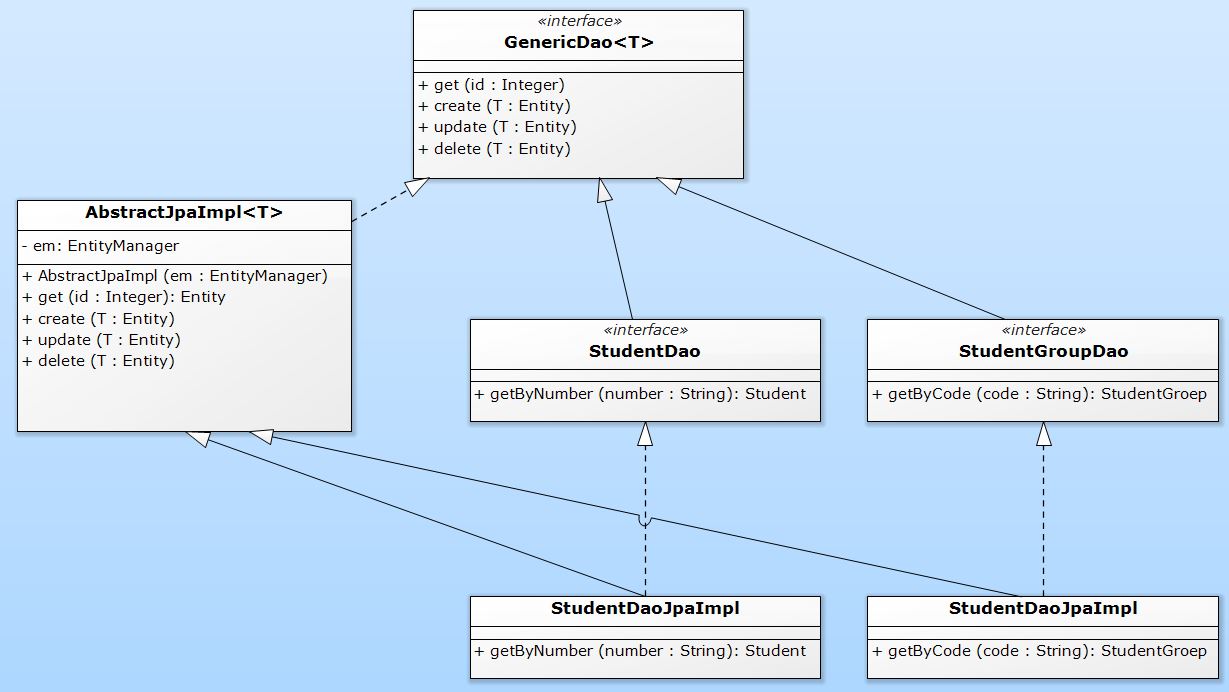 «interface»
GenericDao<T>
+ get (id : Integer)
+ create (T : Entity)
+ update (T : Entity)
+ delete (T : Entity)
AbstractJpaImpl<T>
- em: EntityManager
+ AbstractJpaImpl (em : EntityManager)
+ get (id : Integer): Entity
+ create (T : Entity)
+ update (T : Entity)
+ delete (T : Entity)
«interface»
StudentDao
+ getByNumber (number : String): Student
«interface»
StudentGroupDao
+ getByCode (code : String): StudentGroep
StudentDaoJpaImpl
+ getByNumber (number : String): Student
StudentDaoJpaImpl
+ getByCode (code : String): StudentGroep